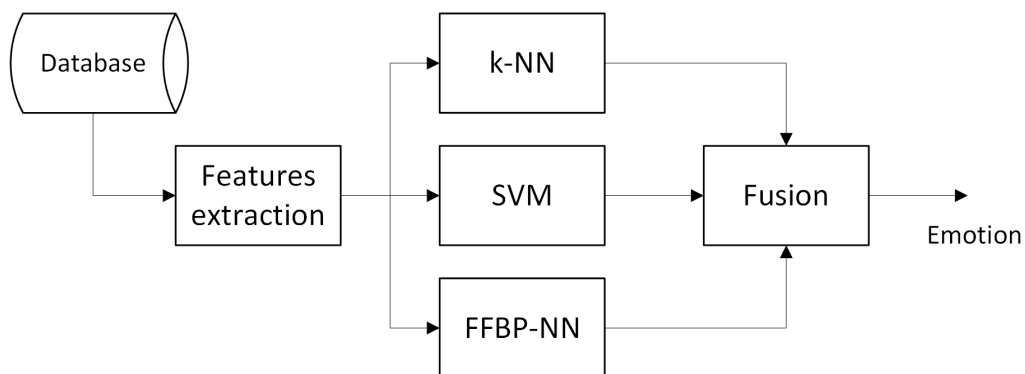 Database
k-NN
Features
extraction
SVM
Fusion
Emotion
FFBP-NN